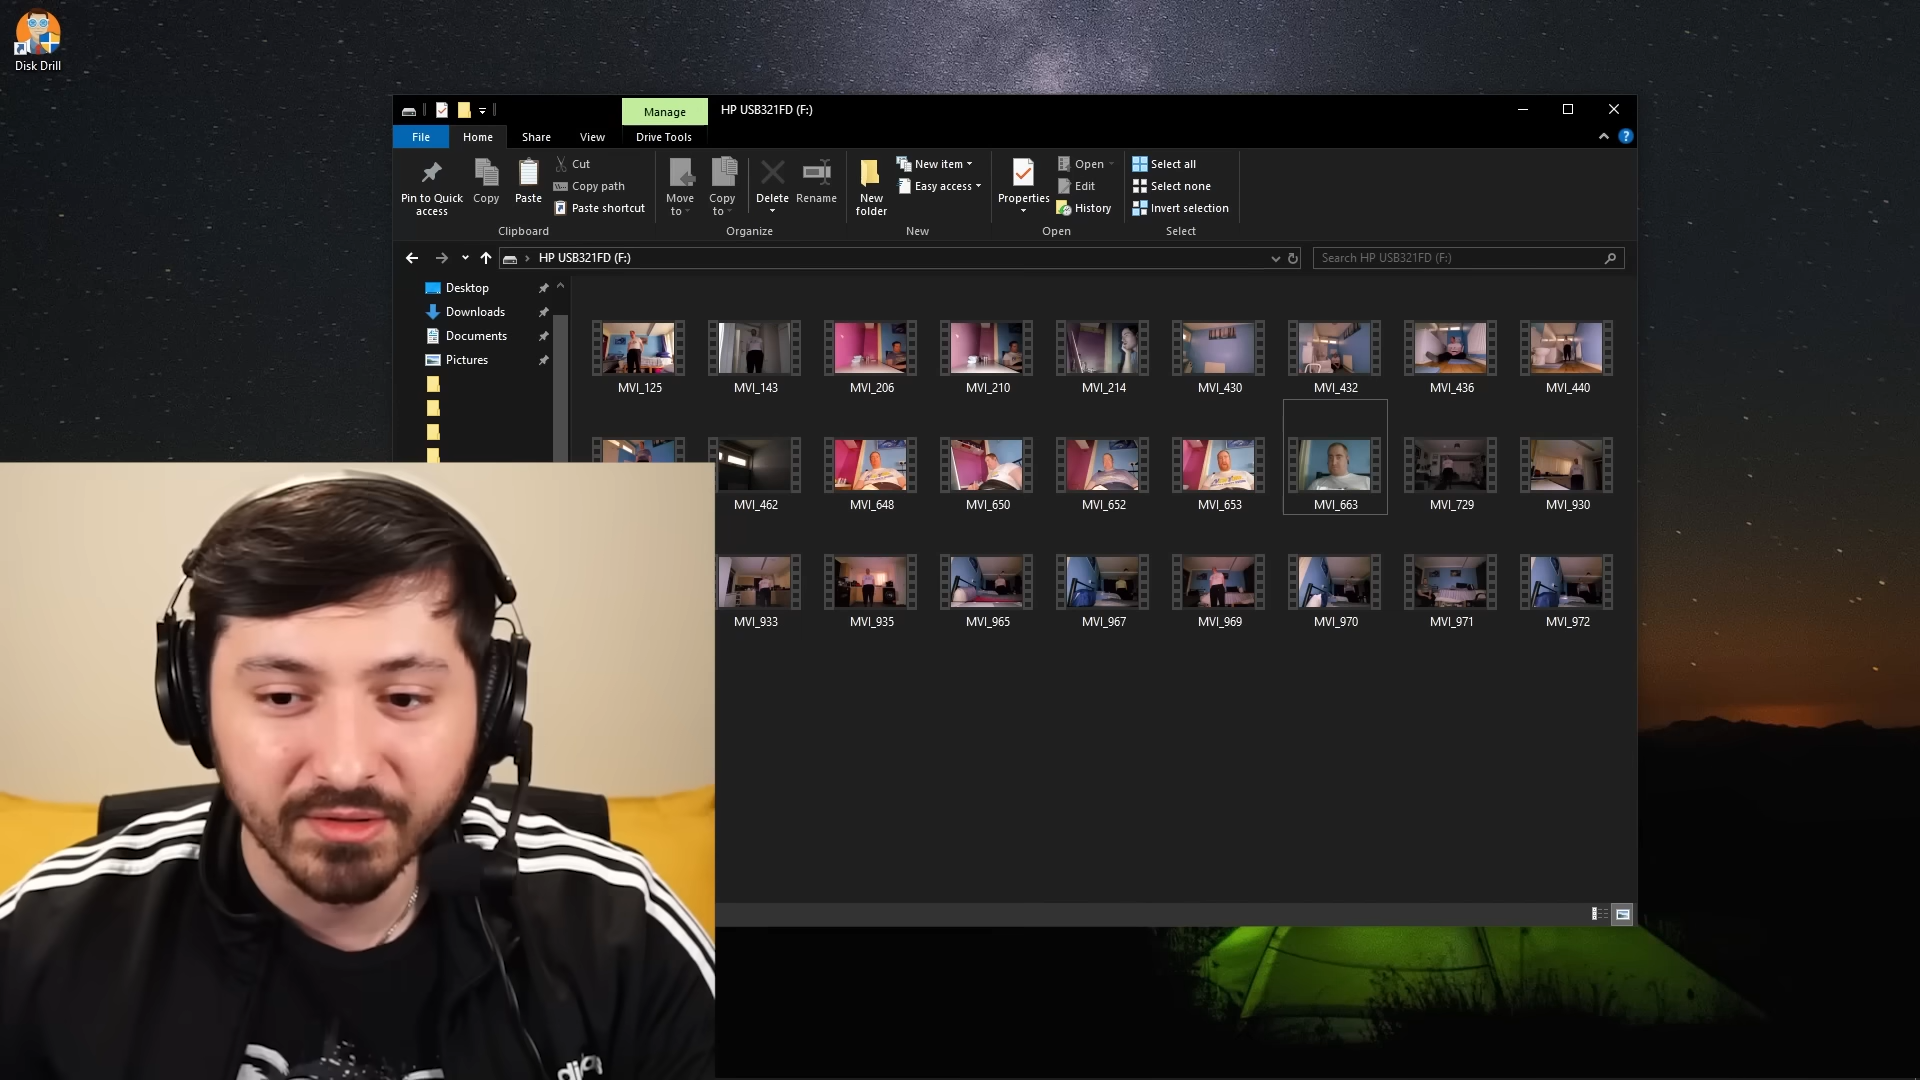 Disk Drill
Manage
HP USB321FD (F:)
File
Home
Share
View
Drive Tools
Pin to Quick
access
Copy
Paste
Cut
Copy path
Paste shortcut
Clipboard
Move
to
Copy
to
Delete
Rename
Organize
New
folder
New item
Easy access
New
Properties
Open
Edit
History
Open
Select all
Select none
Invert selection
Select
HP USB321FD (F:)
Search HP USB321FD (F:)
Desktop
Downloads
Documents
Pictures
MVI_125 MVI_143 MVI_206 MVI_210 MVI_214 MVI_430 MVI_432 MVI_436 MVI_440
MVI_462 MVI_648 MVI_650 MVI_652 MVI_653 MVI_663 MVI_729 MVI_930
MVI_933 MVI_935 MVI_965 MVI_967 MVI_969 MVI_970 MVI_971 MVI_972